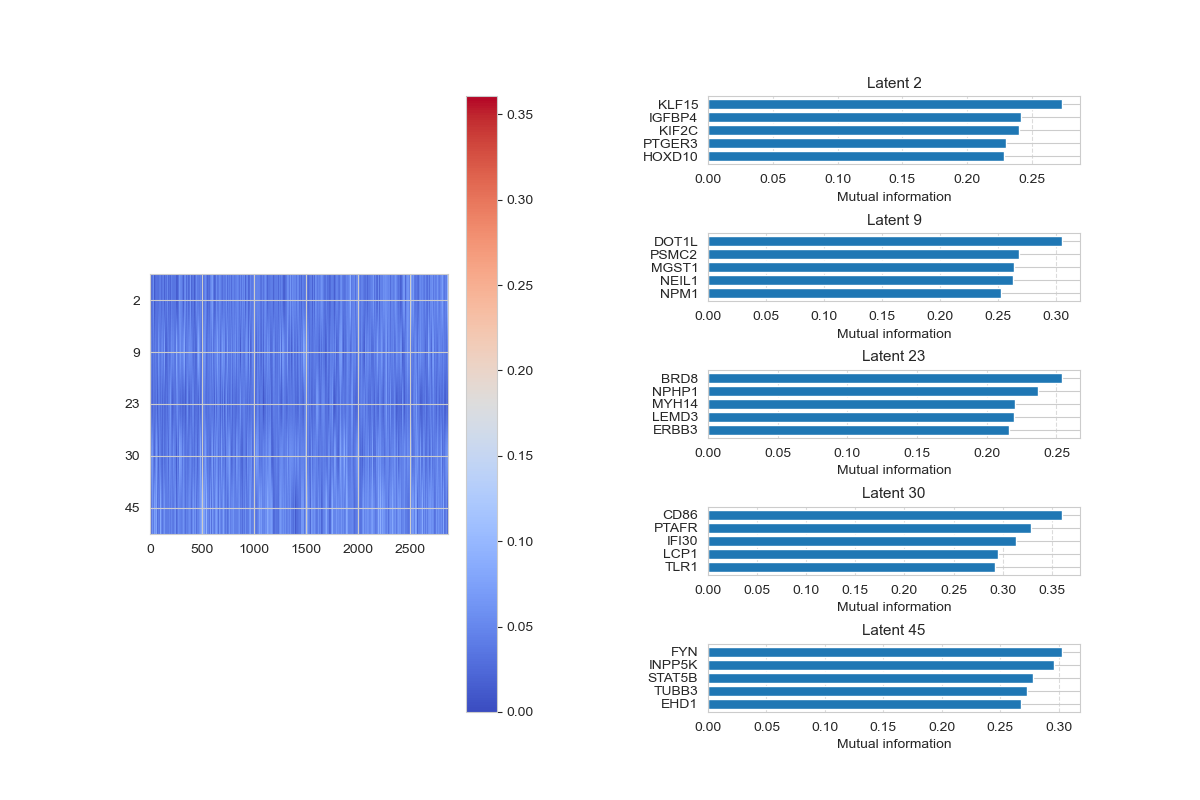 2
9
23
30
45
0 500 1000 1500 2000 2500
0.35
0.30
0.25
0.20
0.15
0.10
0.05
0.00
Latent 2
KLF15
IGFBP4
KIF2C
PTGER3
HOXD10
0.00 0.05 0.10 0.15 0.20 0.25
Mutual information
Latent 9
DOT1L
PSMC2
MGST1
NEIL1
NPM1
0.00 0.05 0.10 0.15 0.20 0.25 0.30
Mutual information
Latent 23
BRD8
NPHP1
MYH14
LEMD3
ERBB3
0.00 0.05 0.10 0.15 0.20 0.25
Mutual information
Latent 30
CD86
PTAFR
IFI30
LCP1
TLR1
0.00 0.05 0.10 0.15 0.20 0.25 0.30 0.35
Mutual information
Latent 45
FYN
INPP5K
STAT5B
TUBB3
EHD1
0.00 0.05 0.10 0.15 0.20 0.25 0.30
Mutual information